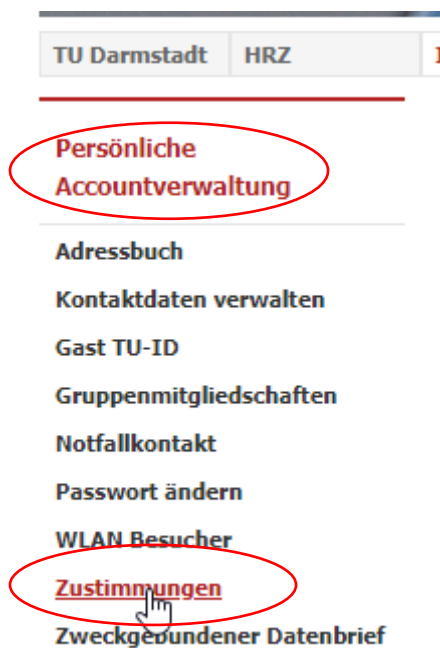 TU Darmstadt HRZ
Persönliche
Accountverwaltung
Adressbuch
Kontaktdaten verwalten
Gast TU-ID
Gruppenmitgliedschaften
Notfallkontakt
Passwort ändern
WLAN Besucher
Zustimmungen
Zweckgebundener Datenbrief